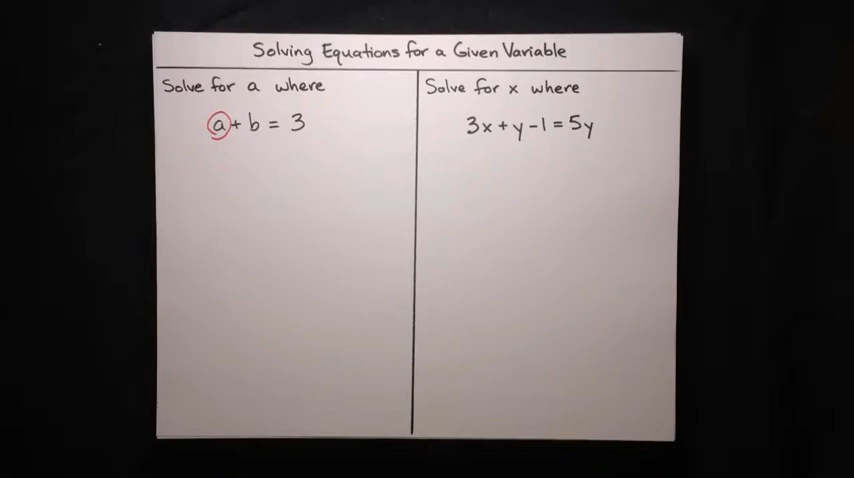 Solving Equations for a Given Variable
Solve for a where
a + b = 3
Solve for x where
3x + y - 1 = 5y